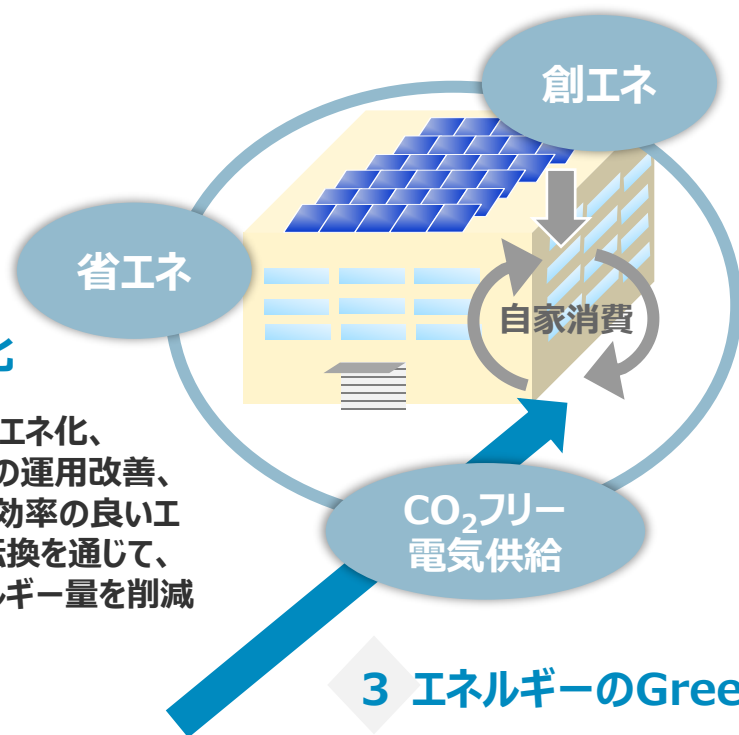 創エネ
省エネ
自家消費
化
エネ化、
の運用改善、
効率の良いエ
転換を通じて、
ルギー量を削減
CO₂フリー
電気供給
3 エネルギーのGree